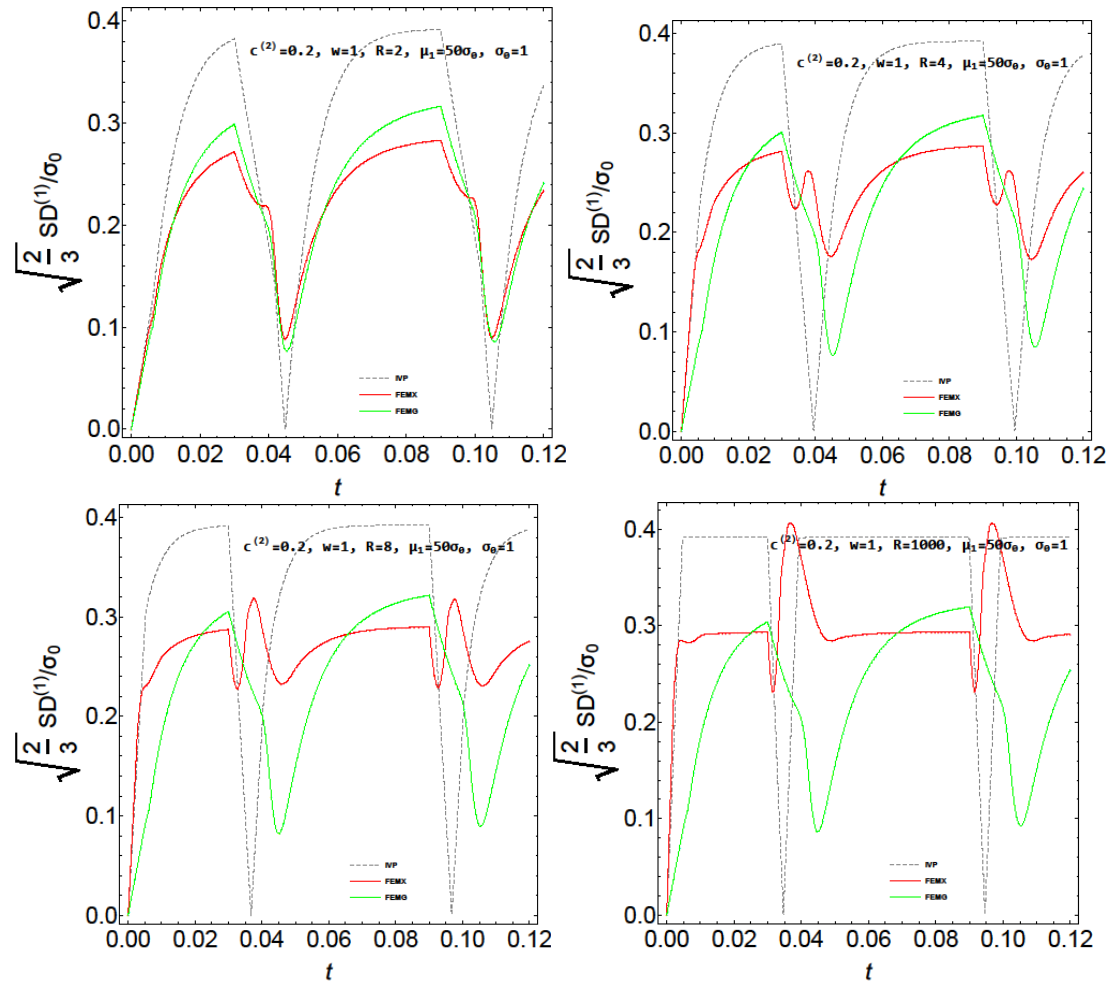 0.4
c⁽²⁾=0.2, w=1, R=2, μ₁=50σ₀, σ₀=1
0.3
0.2
0.1
0.0
√2/3 SD⁽¹⁾/σ₀
IVP
FEMX
FEMG
0.00 0.02 0.04 0.06 0.08 0.10 0.12
t
0.4
c⁽²⁾=0.2, w=1, R=4, μ₁=50σ₀, σ₀=1
0.3
0.2
0.1
0.0
√2/3 SD⁽¹⁾/σ₀
IVP
FEMX
FEMG
0.00 0.02 0.04 0.06 0.08 0.10 0.12
t
0.4
c⁽²⁾=0.2, w=1, R=8, μ₁=50σ₀, σ₀=1
0.3
0.2
0.1
0.0
√2/3 SD⁽¹⁾/σ₀
IVP
FEMX
FEMG
0.00 0.02 0.04 0.06 0.08 0.10 0.12
t
0.4
c⁽²⁾=0.2, w=1, R=1000, μ₁=50σ₀, σ₀=1
0.3
0.2
0.1
0.0
√2/3 SD⁽¹⁾/σ₀
IVP
FEMX
FEMG
0.00 0.02 0.04 0.06 0.08 0.10 0.12
t